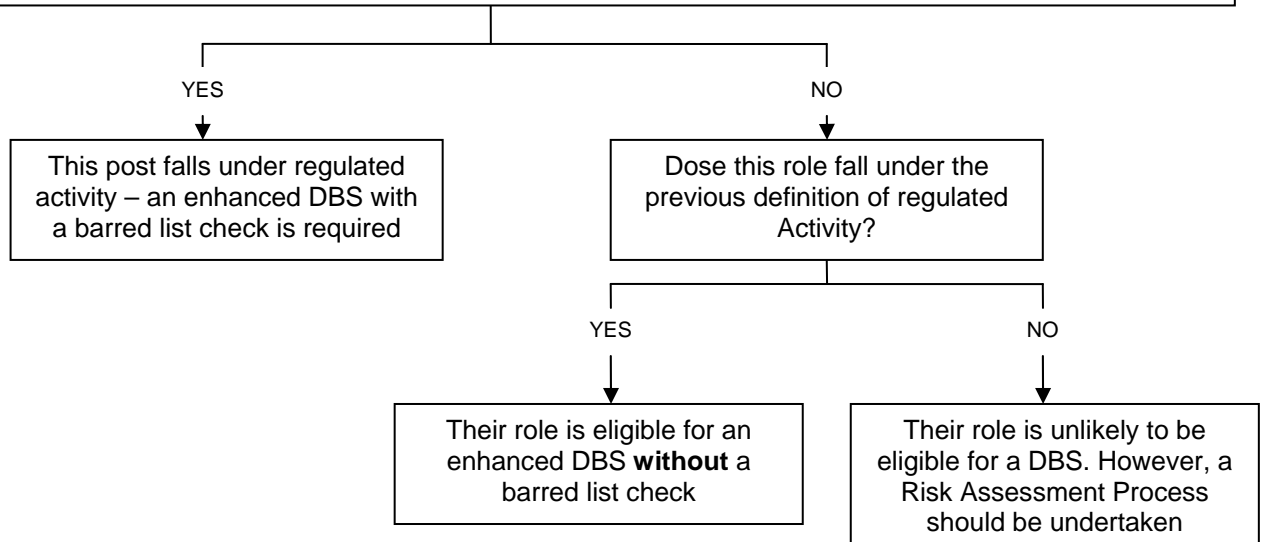 YES
NO
This post falls under regulated
activity – an enhanced DBS with
a barred list check is required
Dose this role fall under the
previous definition of regulated
Activity?
YES
NO
Their role is eligible for an
enhanced DBS without a
barred list check
Their role is unlikely to be
eligible for a DBS. However, a
Risk Assessment Process
should be undertaken